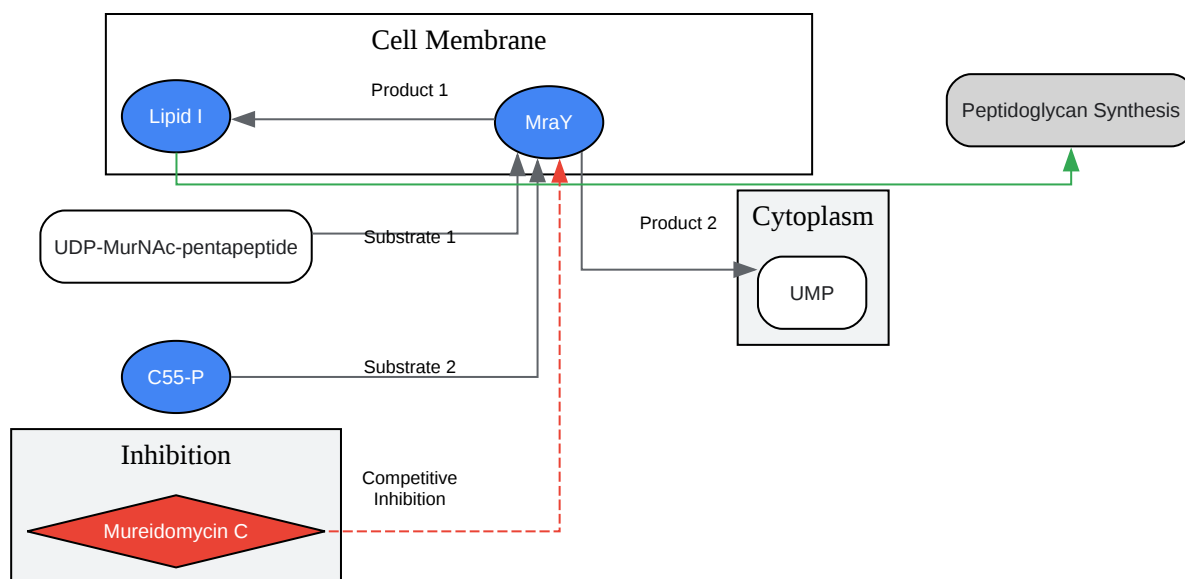 Cell Membrane
Product 1
Lipid I
MraY
Peptidoglycan Synthesis
UDP-MurNAc-pentapeptide
Substrate 1
Product 2
Cytoplasm
UMP
C55-P
Substrate 2
Inhibition
Competitive
Inhibition
Mureidomycin C